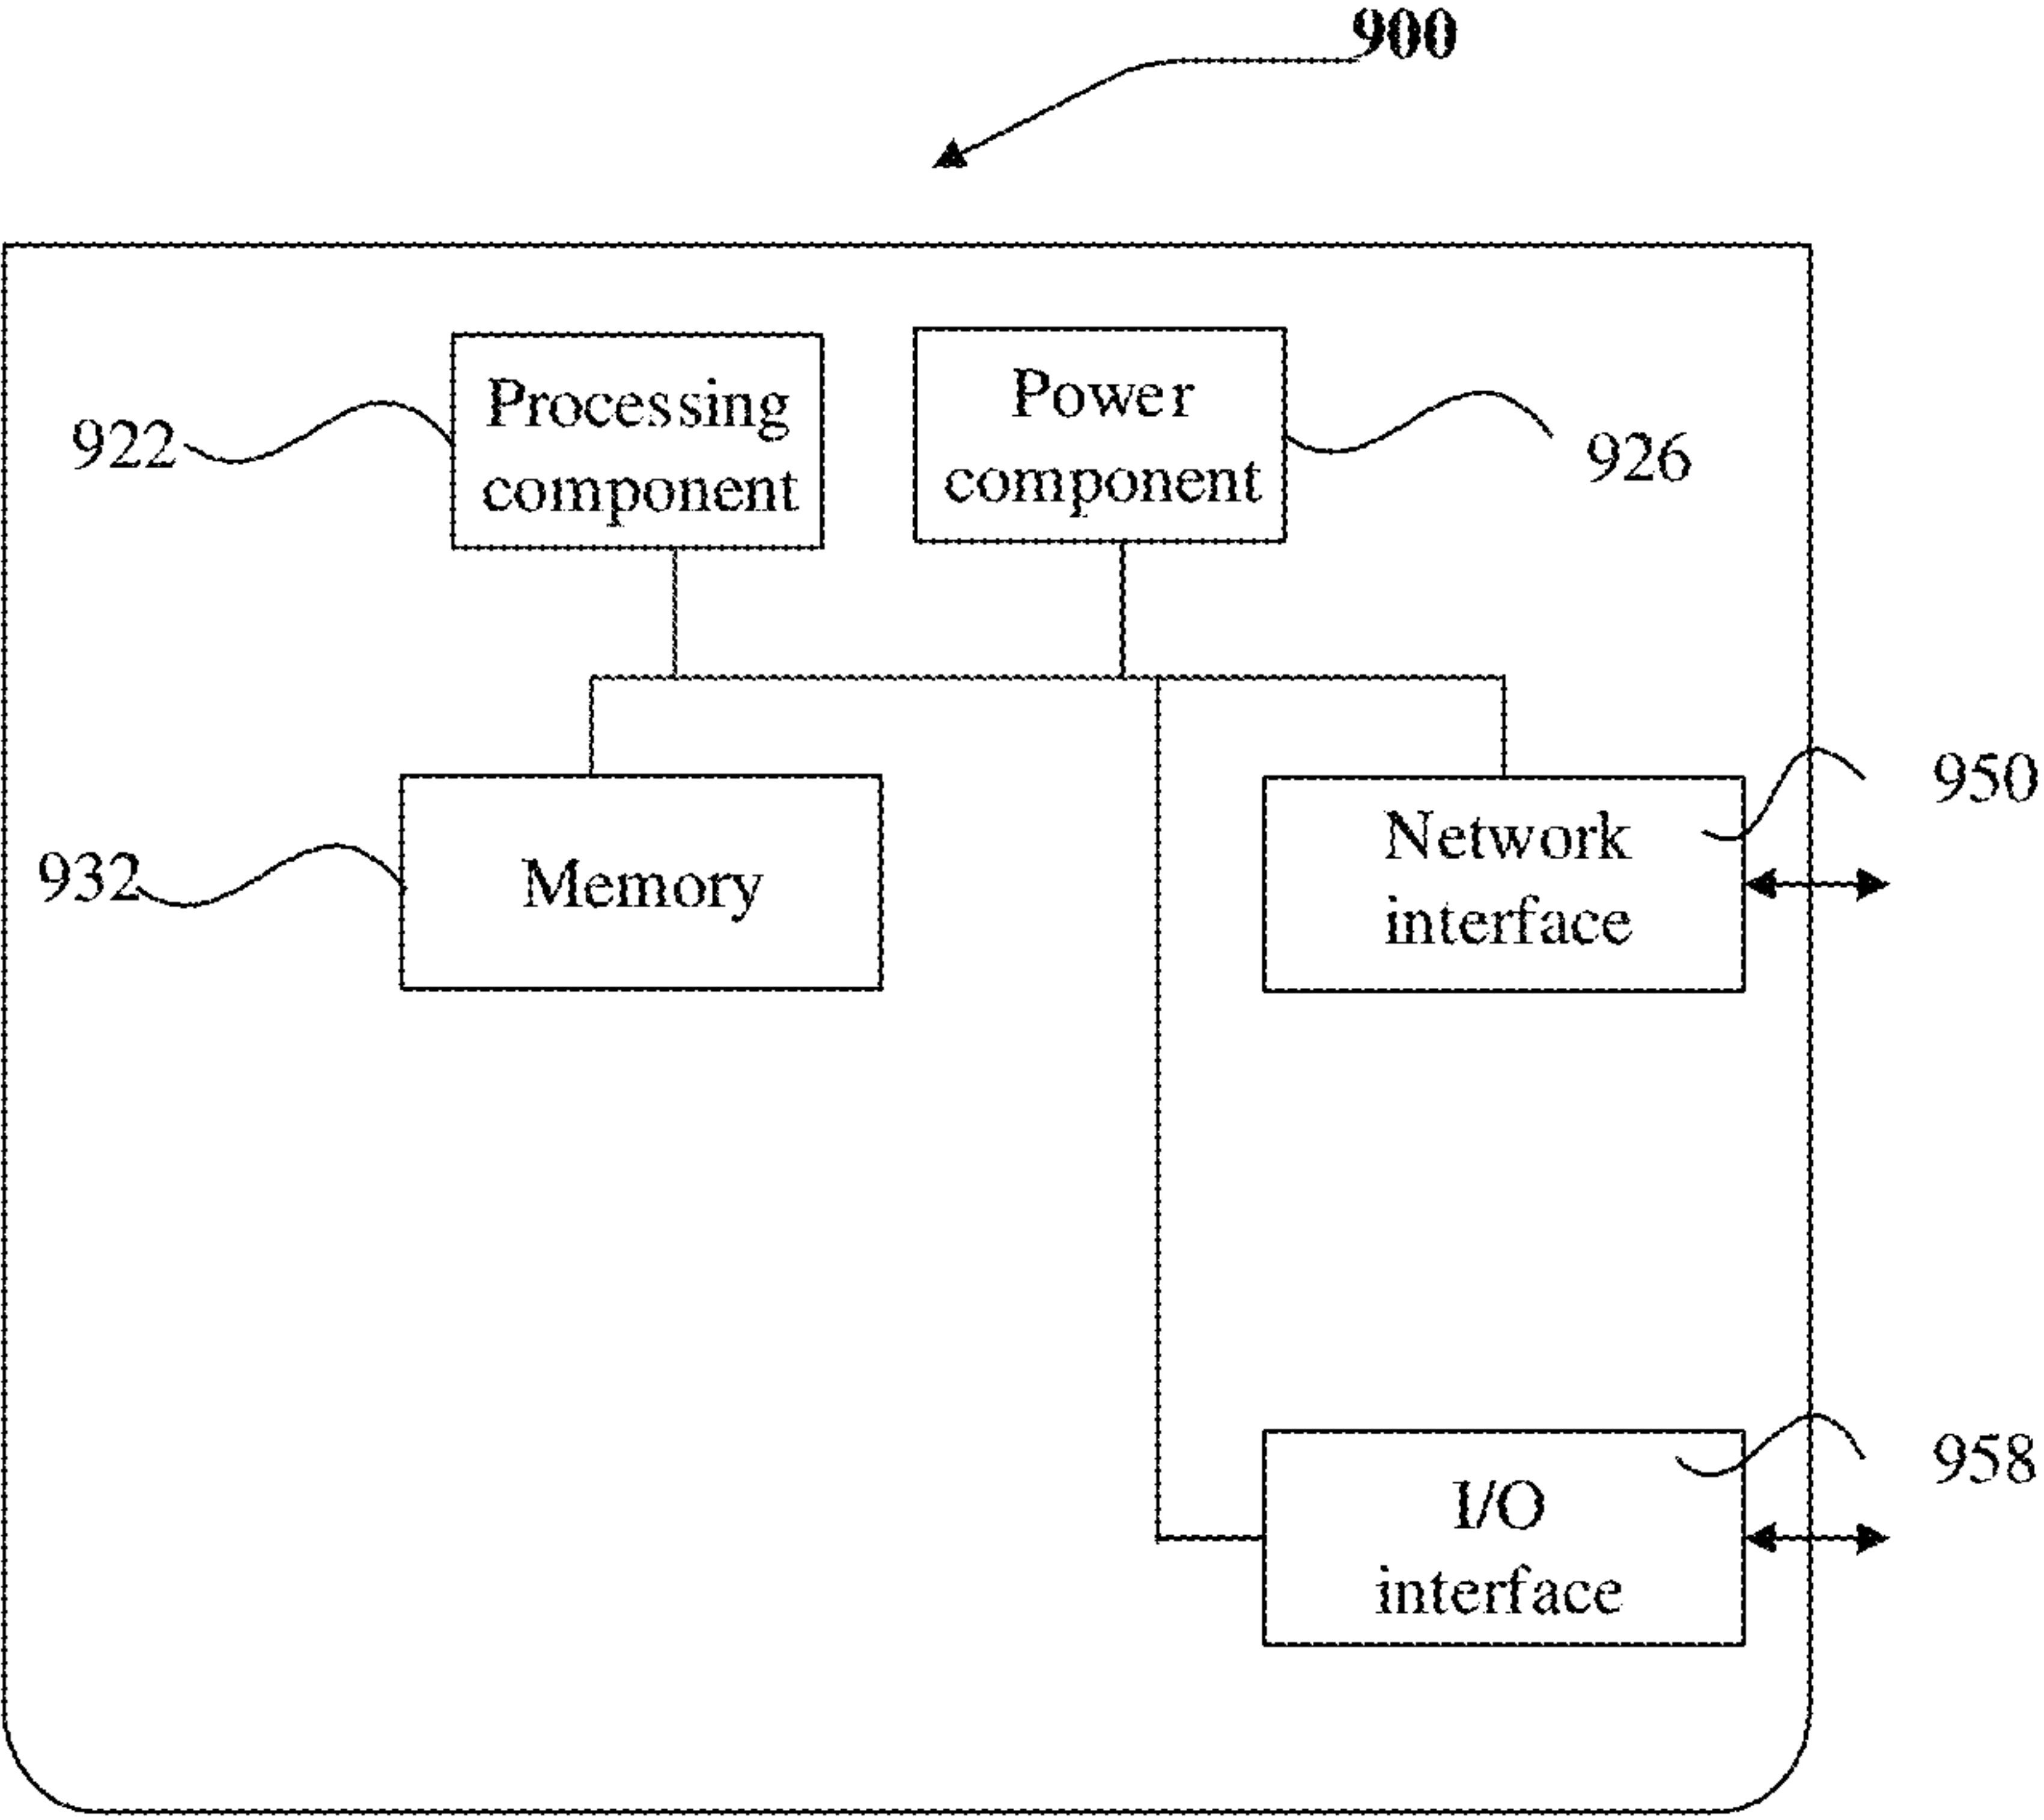 900
922
Processing
component
Power
component
926
932
Memory
Network
interface
950
I/O
interface
958